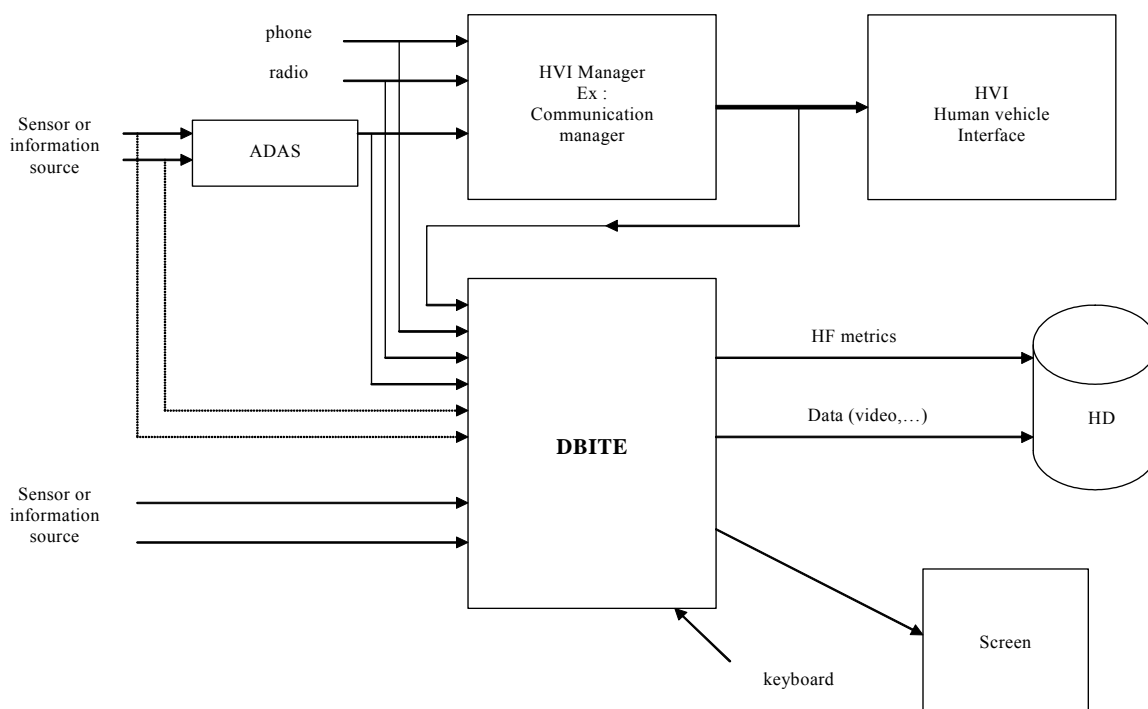 phone
radio
HVI Manager
Ex :
Communication
manager
HVI
Human vehicle
Interface
Sensor or
information
source
ADAS
HF metrics
Data (video,…)
HD
DBITE
Sensor or
information
source
Screen
keyboard